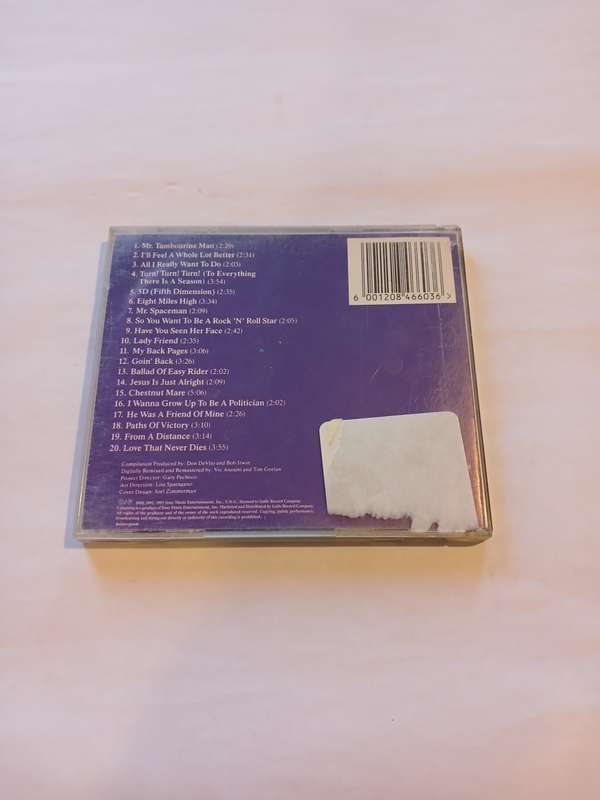 1. Mr. Tambourine Man (2:20)
2. I'll Feel A Whole Lot Better (2:31)
3. All I Really Want To Do (2:03)
4. Turn! Turn! Turn! (To Everything
There Is A Season) (3:54)
5. 5D (Fifth Dimension) (2:35)
6. Eight Miles High (3:34)
7. Mr. Spaceman (2:09)
8. So You Want To Be A Rock 'N' Roll Star (2:05)
9. Have You Seen Her Face (2:42)
10. Lady Friend (2:35)
11. My Back Pages (3:06)
12. Goin' Back (3:26)
13. Ballad Of Easy Rider (2:02)
14. Jesus Is Just Alright (2:09)
15. Chestnut Mare (5:06)
16. I Wanna Grow Up To Be A Politician (2:02)
17. He Was A Friend Of Mine (2:26)
18. Paths Of Victory (3:10)
19. From A Distance (3:14)
20. Love That Never Dies (3:55)
6 001208 466036 >
Compilation Produced by: Don DeVito and Bob Irwin
Digitally Remixed and Remastered by: Vic Anesini and Tim Geelan
Project Director: Gary Pacheco
Art Direction: Lisa Sparagano
Cover Design: Joel Zimmerman